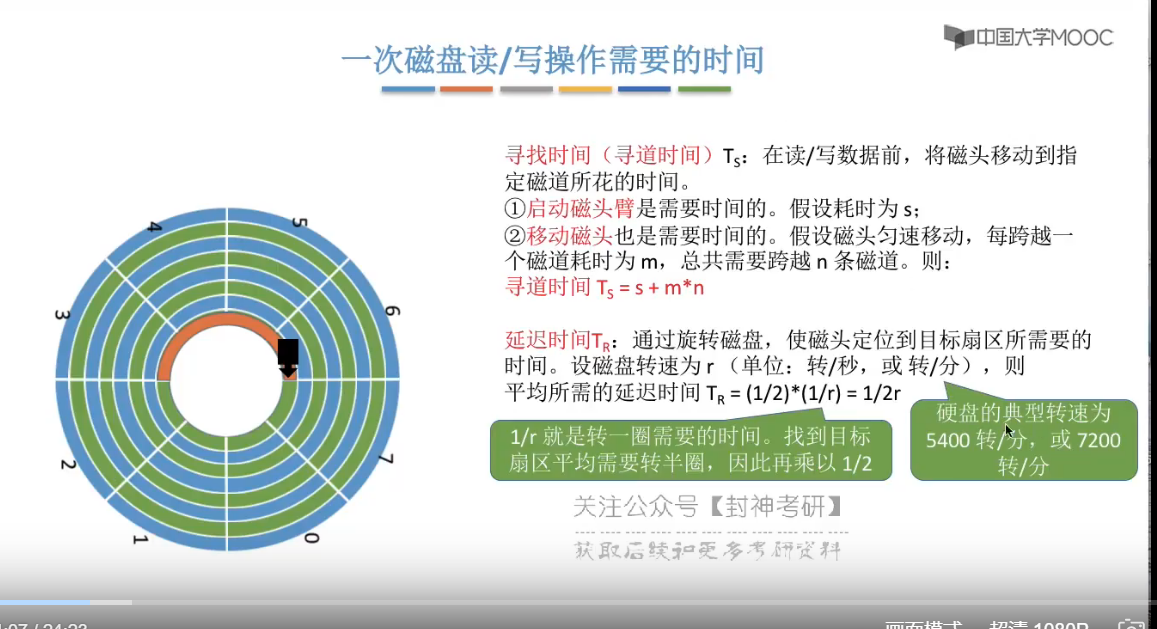 中国大学MOOC
一次磁盘读/写操作需要的时间
寻找时间（寻道时间）TS：在读/写数据前，将磁头移动到指
定磁道所花的时间。
①启动磁头臂是需要时间的。假设耗时为 s；
②移动磁头也是需要时间的。假设磁头匀速移动，每跨越一
个磁道耗时为 m，总共需要跨越 n 条磁道。则：
寻道时间 TS = s + m*n
延迟时间TR：通过旋转磁盘，使磁头定位到目标扇区所需要的
时间。设磁盘转速为 r （单位：转/秒，或 转/分），则
平均所需的延迟时间 TR = (1/2)*(1/r) = 1/2r
1/r 就是转一圈需要的时间。找到目标
扇区平均需要转半圈，因此再乘以 1/2
硬盘的典型转速为
5400 转/分，或 7200
转/分
4
5
3
6
2
7
1
0
关注公众号【封神考研】
获取后续和更多考研资料